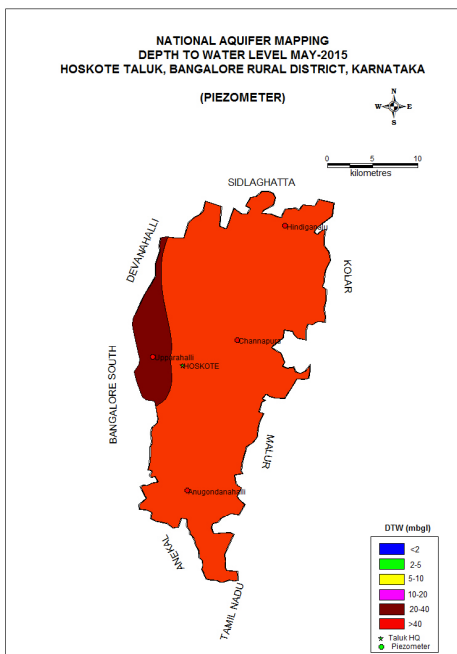 NATIONAL AQUIFER MAPPING
DEPTH TO WATER LEVEL MAY-2015
HOSKOTE TALUK, BANGALORE RURAL DISTRICT, KARNATAKA
(PIEZOMETER)
N
W E
S
0 5 10
kilometres
SIDLAGHATTA
Hindiganalu
DEVANAHALLI
KOLAR
Channapura
HOSKOTE
BANGALORE SOUTH
MALUR
Anugondanahalli
ANEKAL
TAMIL NADU
DTW (mbgl)
<2
2-5
5-10
10-20
20-40
>40
Taluk HQ
Piezometer